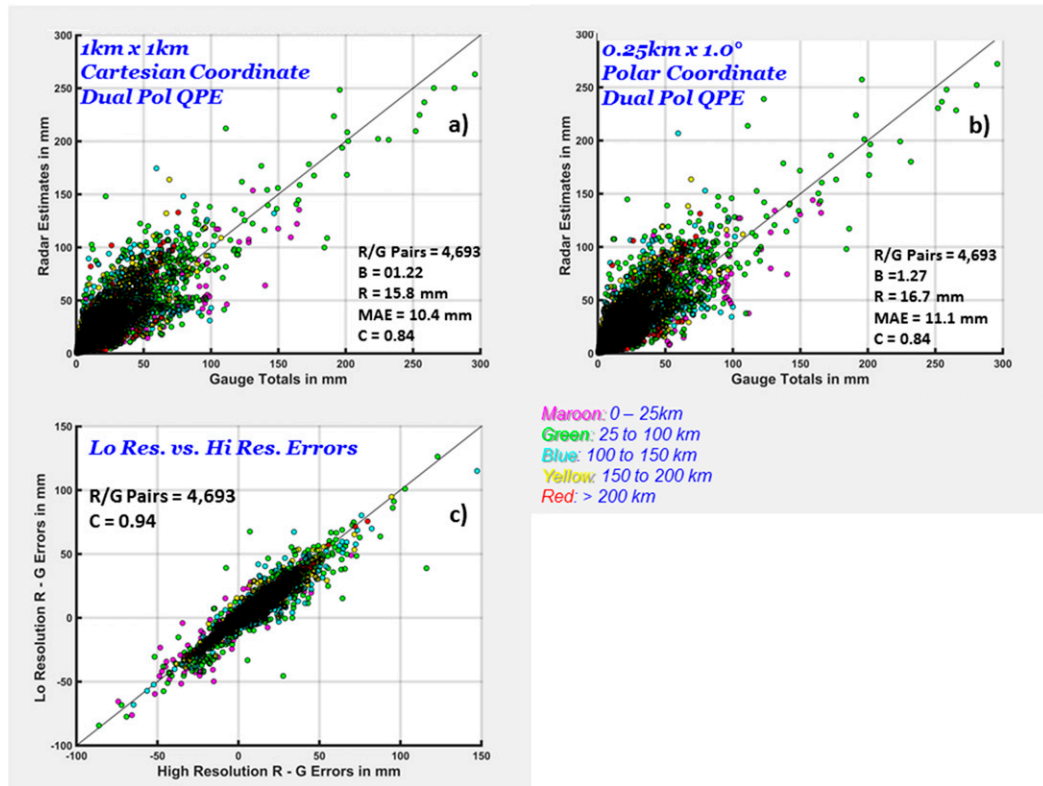 1km x 1km
Cartesian Coordinate
Dual Pol QPE
a)
R/G Pairs = 4,693
B = 01.22
R = 15.8 mm
MAE = 10.4 mm
C = 0.84
Radar Estimates in mm
300
250
200
150
100
50
0
0 50 100 150 200 250 300
Gauge Totals in mm
0.25km x 1.0°
Polar Coordinate
Dual Pol QPE
b)
R/G Pairs = 4,693
B =1.27
R = 16.7 mm
MAE = 11.1 mm
C = 0.84
Radar Estimates in mm
300
250
200
150
100
50
0
0 50 100 150 200 250 300
Gauge Totals in mm
Lo Res. vs. Hi Res. Errors
R/G Pairs = 4,693
C = 0.94
c)
Lo Resolution R - G Errors in mm
150
100
50
0
-50
-100
-100 -50 0 50 100 150
High Resolution R - G Errors in mm
Maroon: 0 – 25km
Green: 25 to 100 km
Blue: 100 to 150 km
Yellow: 150 to 200 km
Red: > 200 km